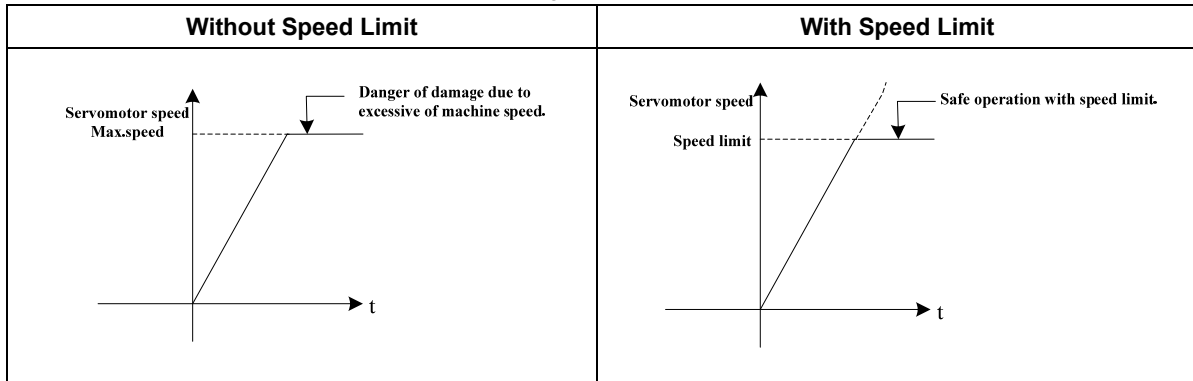 Without Speed Limit
With Speed Limit
Servomotor speed
Max.speed
Danger of damage due to
excessive of machine speed.
t
Servomotor speed
Speed limit
Safe operation with speed limit.
t